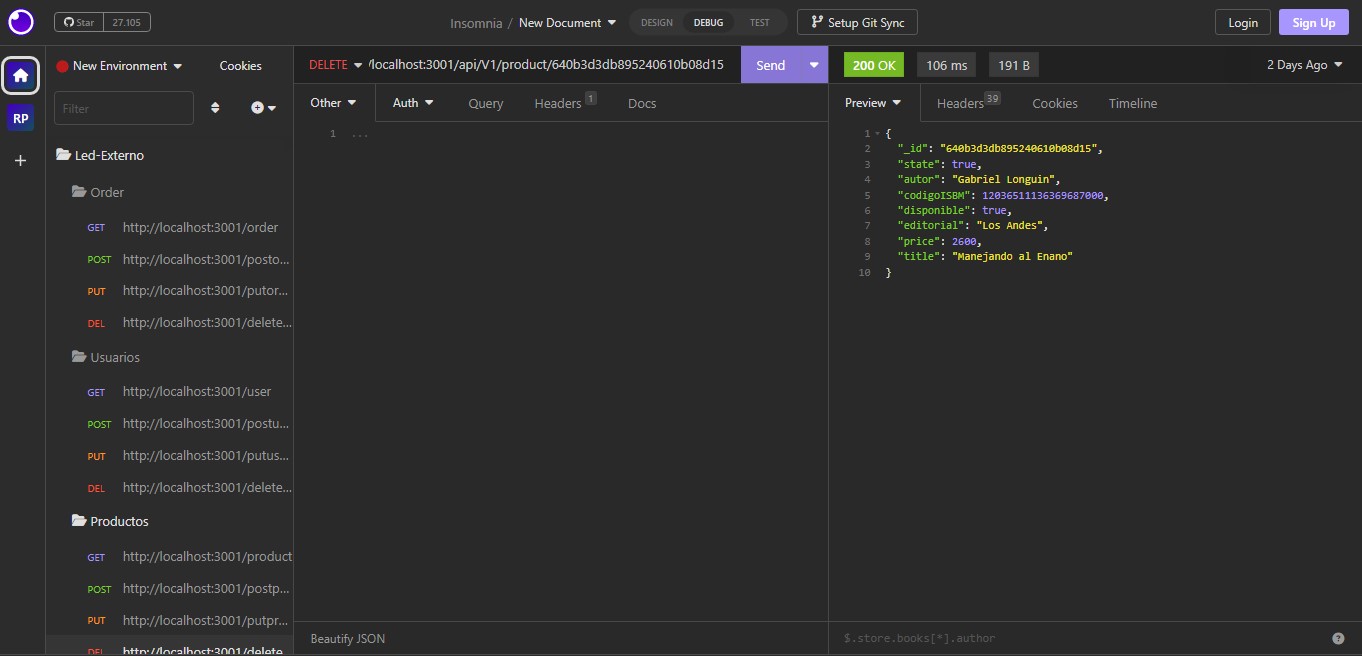 Star 27.105
Insomnia / New Document
DESIGN DEBUG TEST
Setup Git Sync
Login
Sign Up
RP
New Environment
Cookies
Filter
Led-Externo
Order
GET http://localhost:3001/order
POST http://localhost:3001/posto...
PUT http://localhost:3001/putor...
DEL http://localhost:3001/delete...
Usuarios
GET http://localhost:3001/user
POST http://localhost:3001/postu...
PUT http://localhost:3001/putus...
DEL http://localhost:3001/delete...
Productos
GET http://localhost:3001/product
POST http://localhost:3001/postp...
PUT http://localhost:3001/putpr...
DEL http://localhost:3001/delete
DELETE /localhost:3001/api/V1/product/640b3d3db895240610b08d15
Send
Other Auth Query Headers 1 Docs
1 ...
Beautify JSON
200 OK 106 ms 191 B
2 Days Ago
Preview Headers 39 Cookies Timeline
1 {
2 "_id": "640b3d3db895240610b08d15",
3 "state": true,
4 "autor": "Gabriel Longuin",
5 "codigoISBM": 12036511136369687000,
6 "disponible": true,
7 "editorial": "Los Andes",
8 "price": 2600,
9 "title": "Manejando al Enano"
10 }
$.store.books[*].author
?